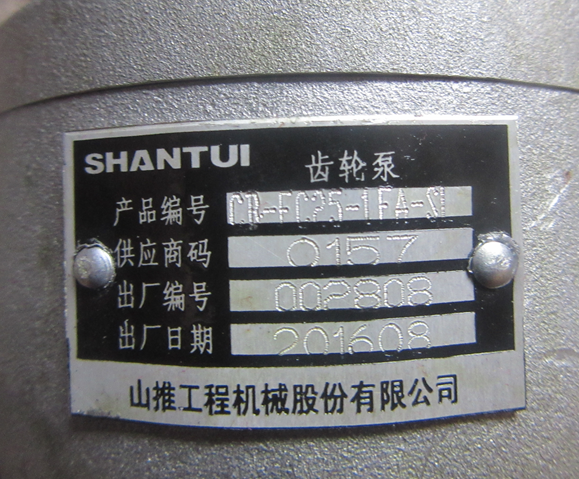 SHANTUI
齿轮泵
产品编号 CB-FC25-1FA-SL
供应商码 0157
出厂编号 002808
出厂日期 201608
山推工程机械股份有限公司